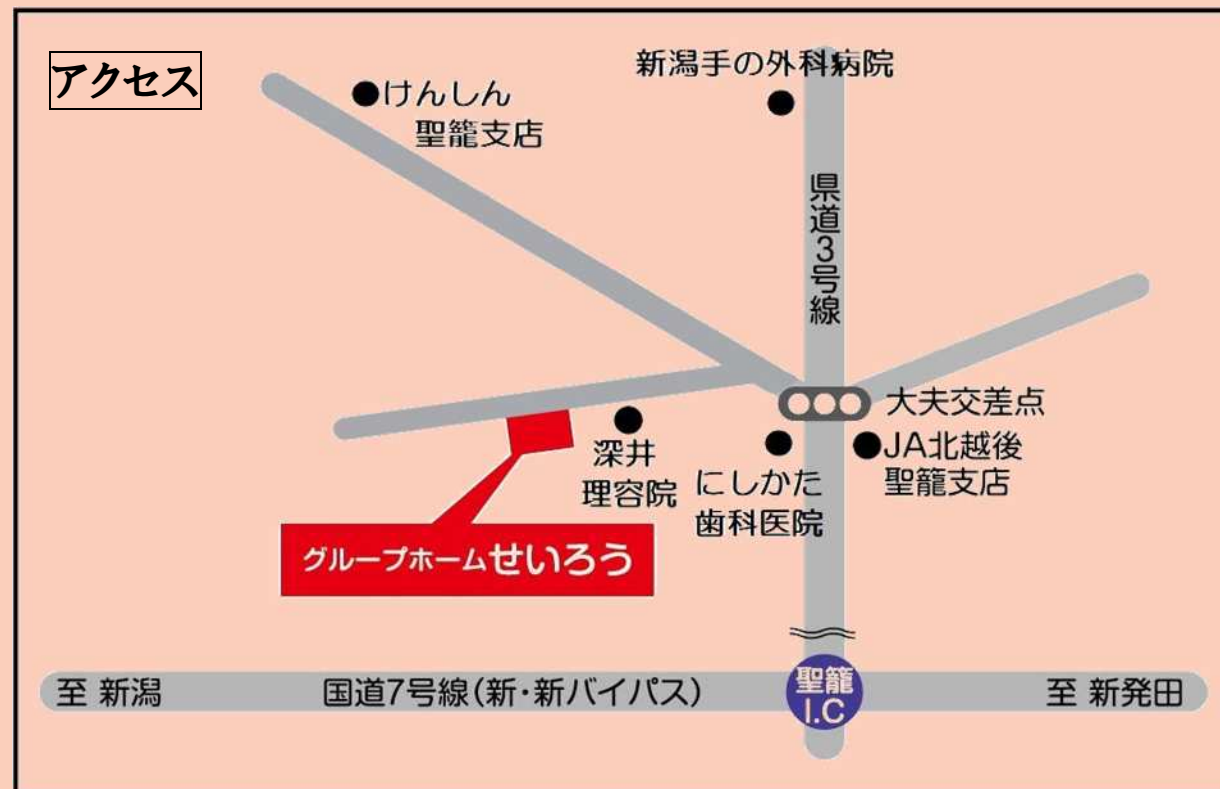 アクセス
新潟手の外科病院
けんしん
聖籠支店
県道3号線
大夫交差点
JA北越後
聖籠支店
深井
理容院
にしかた
歯科医院
グループホームせいろう
至 新潟
国道7号線(新・新バイパス)
聖籠
I.C
至 新発田